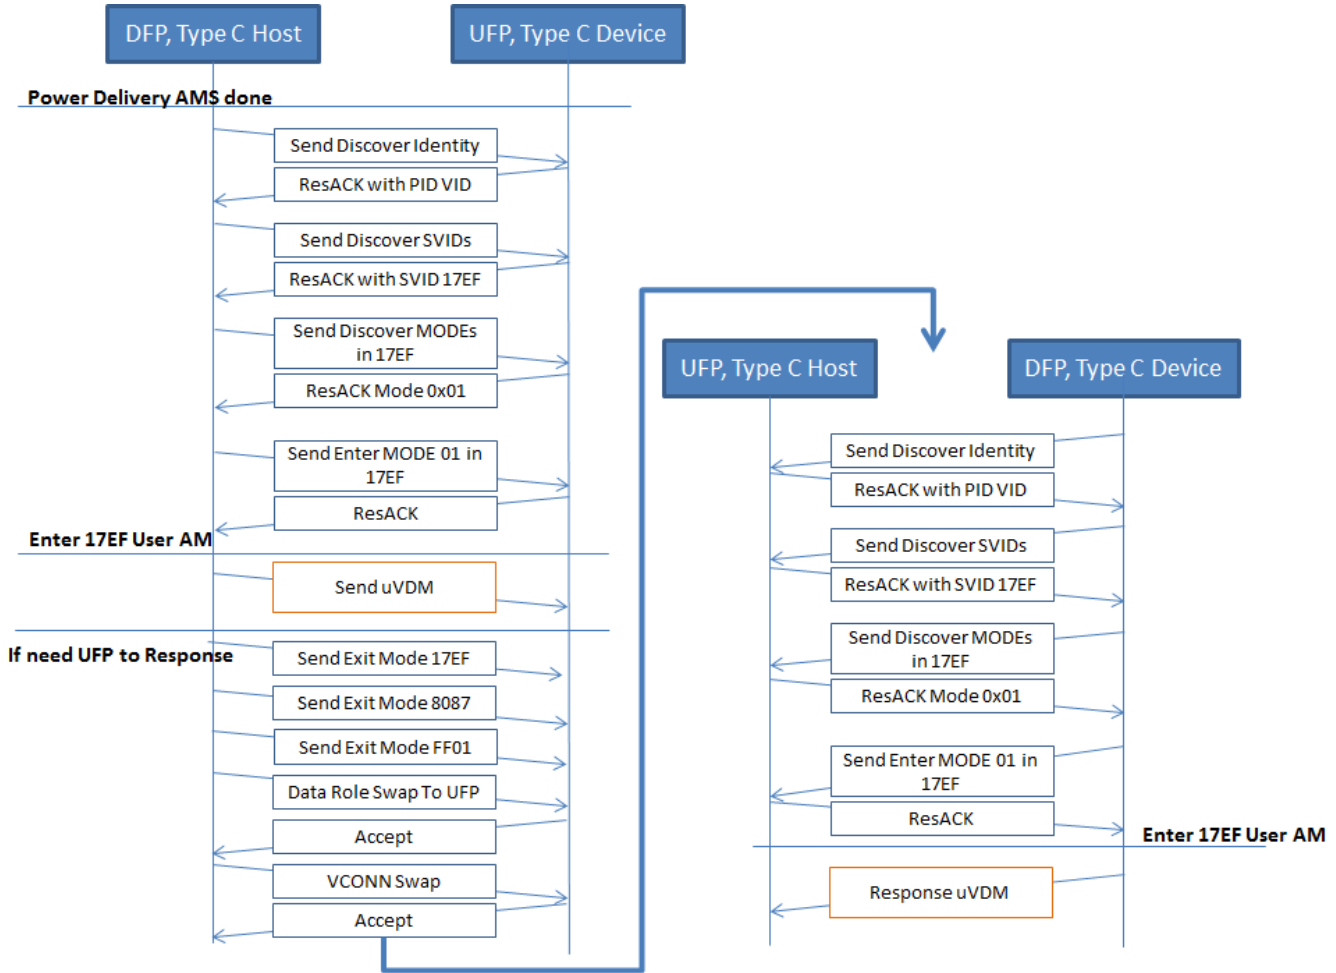 DFP, Type C Host
UFP, Type C Device
Power Delivery AMS done
Send Discover Identity
ResACK with PID VID
Send Discover SVIDs
ResACK with SVID 17EF
Send Discover MODEs
in 17EF
ResACK Mode 0x01
Send Enter MODE 01 in
17EF
ResACK
Enter 17EF User AM
Send uVDM
If need UFP to Response
Send Exit Mode 17EF
Send Exit Mode 8087
Send Exit Mode FF01
Data Role Swap To UFP
Accept
VCONN Swap
Accept
UFP, Type C Host
DFP, Type C Device
Send Discover Identity
ResACK with PID VID
Send Discover SVIDs
ResACK with SVID 17EF
Send Discover MODEs
in 17EF
ResACK Mode 0x01
Send Enter MODE 01 in
17EF
ResACK
Enter 17EF User AM
Response uVDM